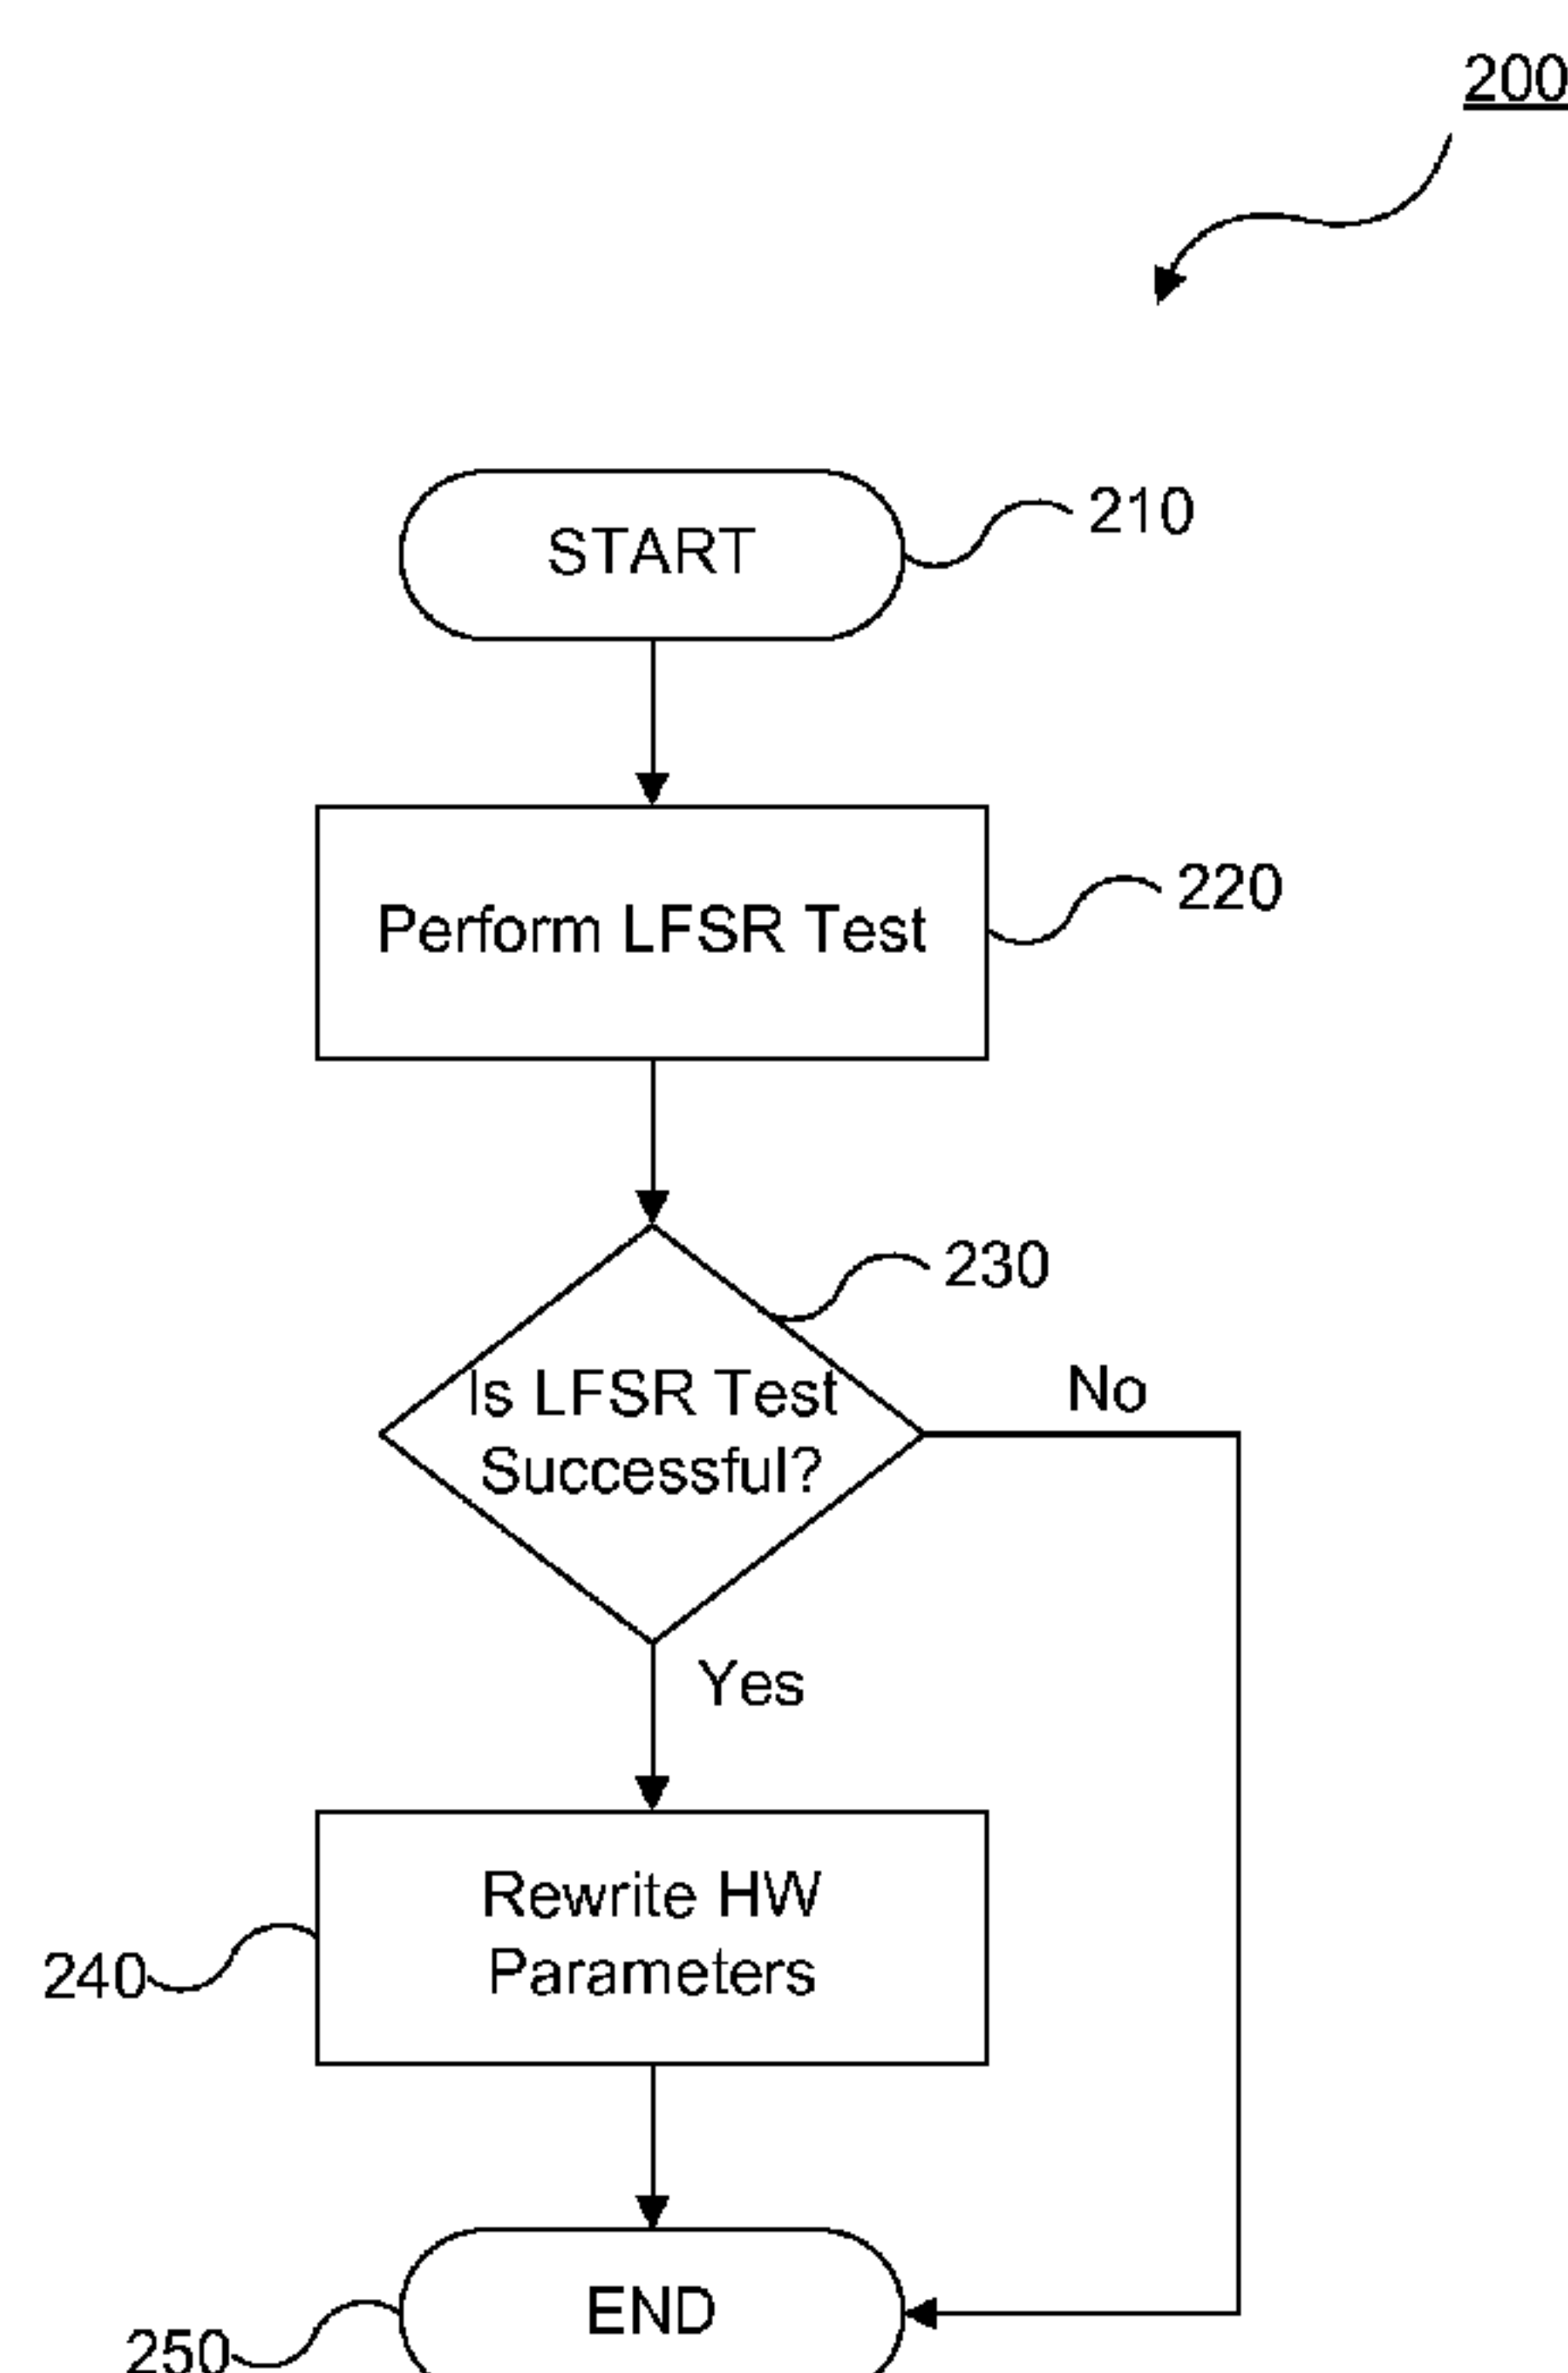 200
START
210
Perform LFSR Test
220
230
Is LFSR Test
Successful?
No
Yes
Rewrite HW
Parameters
240
END
250